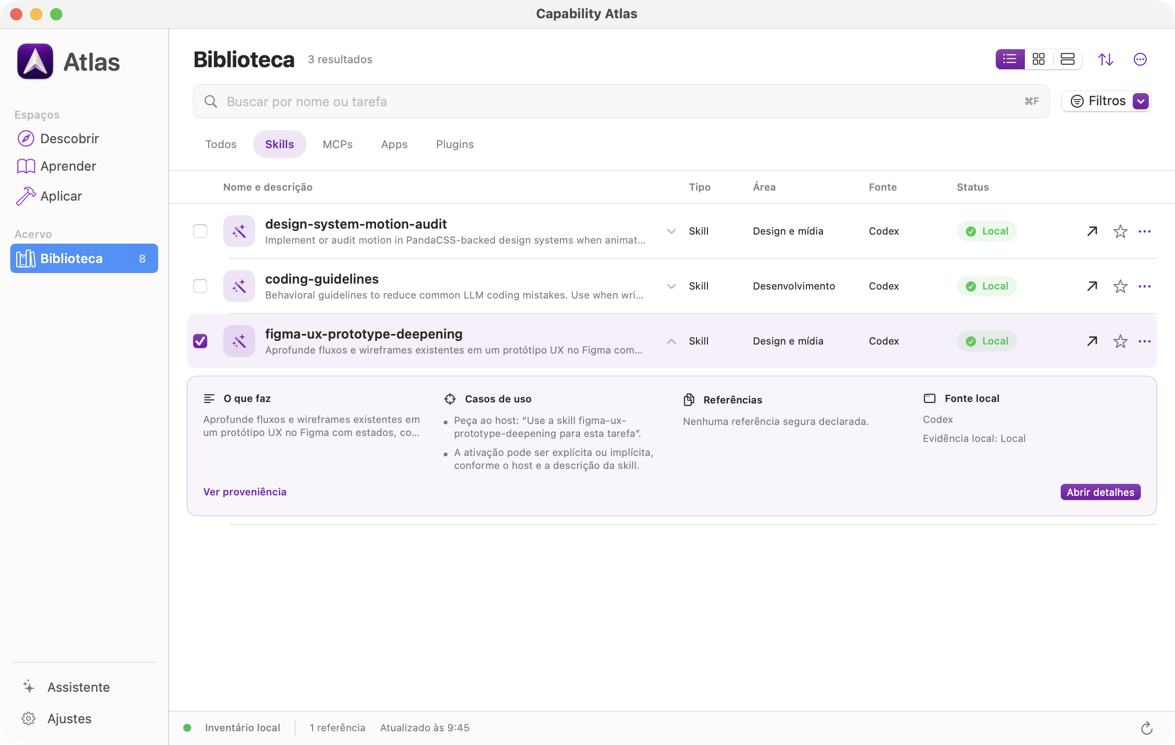 Capability Atlas
Atlas
Espaços
Descobrir
Aprender
Aplicar
Acervo
Biblioteca 8
Assistente
Ajustes
Biblioteca 3 resultados
Buscar por nome ou tarefa ⌘F
Filtros
Todos Skills MCPs Apps Plugins
Nome e descrição Tipo Área Fonte Status
design-system-motion-audit
Implement or audit motion in PandaCSS-backed design systems when animat...
Skill Design e mídia Codex Local
coding-guidelines
Behavioral guidelines to reduce common LLM coding mistakes. Use when wri...
Skill Desenvolvimento Codex Local
figma-ux-prototype-deepening
Aprofunde fluxos e wireframes existentes em um protótipo UX no Figma com...
Skill Design e mídia Codex Local
O que faz
Aprofunde fluxos e wireframes existentes em
um protótipo UX no Figma com estados, co...
Casos de uso
• Peça ao host: “Use a skill figma-ux-
prototype-deepening para esta tarefa”.
• A ativação pode ser explícita ou implícita,
conforme o host e a descrição da skill.
Referências
Nenhuma referência segura declarada.
Fonte local
Codex
Evidência local: Local
Ver proveniência
Abrir detalhes
Inventário local 1 referência Atualizado às 9:45